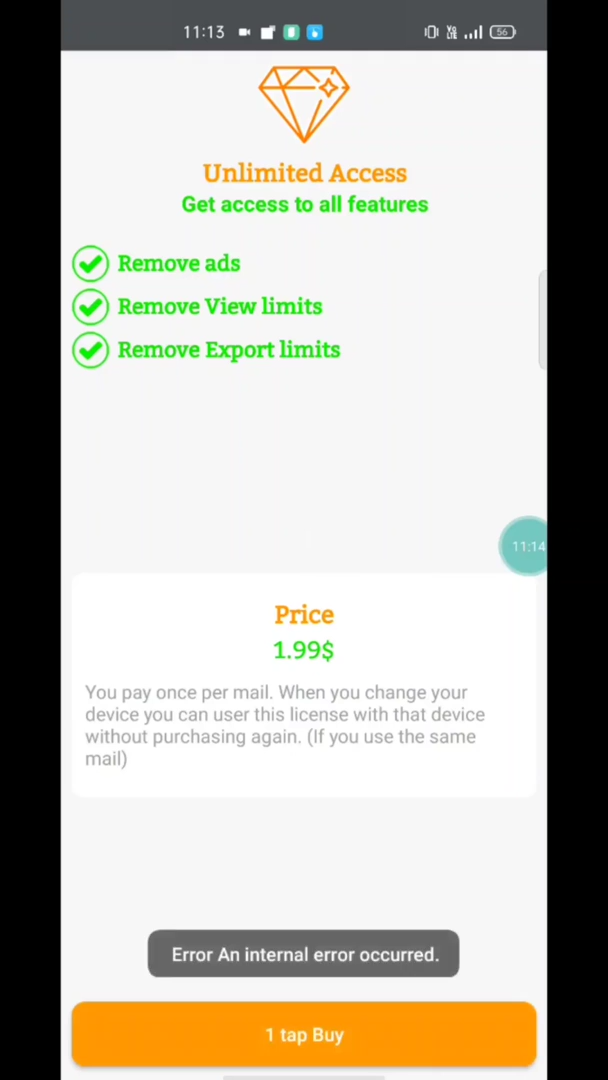 11:13
Vo
LTE
56
Unlimited Access
Get access to all features
Remove ads
Remove View limits
Remove Export limits
11:14
Price
1.99$
You pay once per mail. When you change your
device you can user this license with that device
without purchasing again. (If you use the same
mail)
Error An internal error occurred.
1 tap Buy